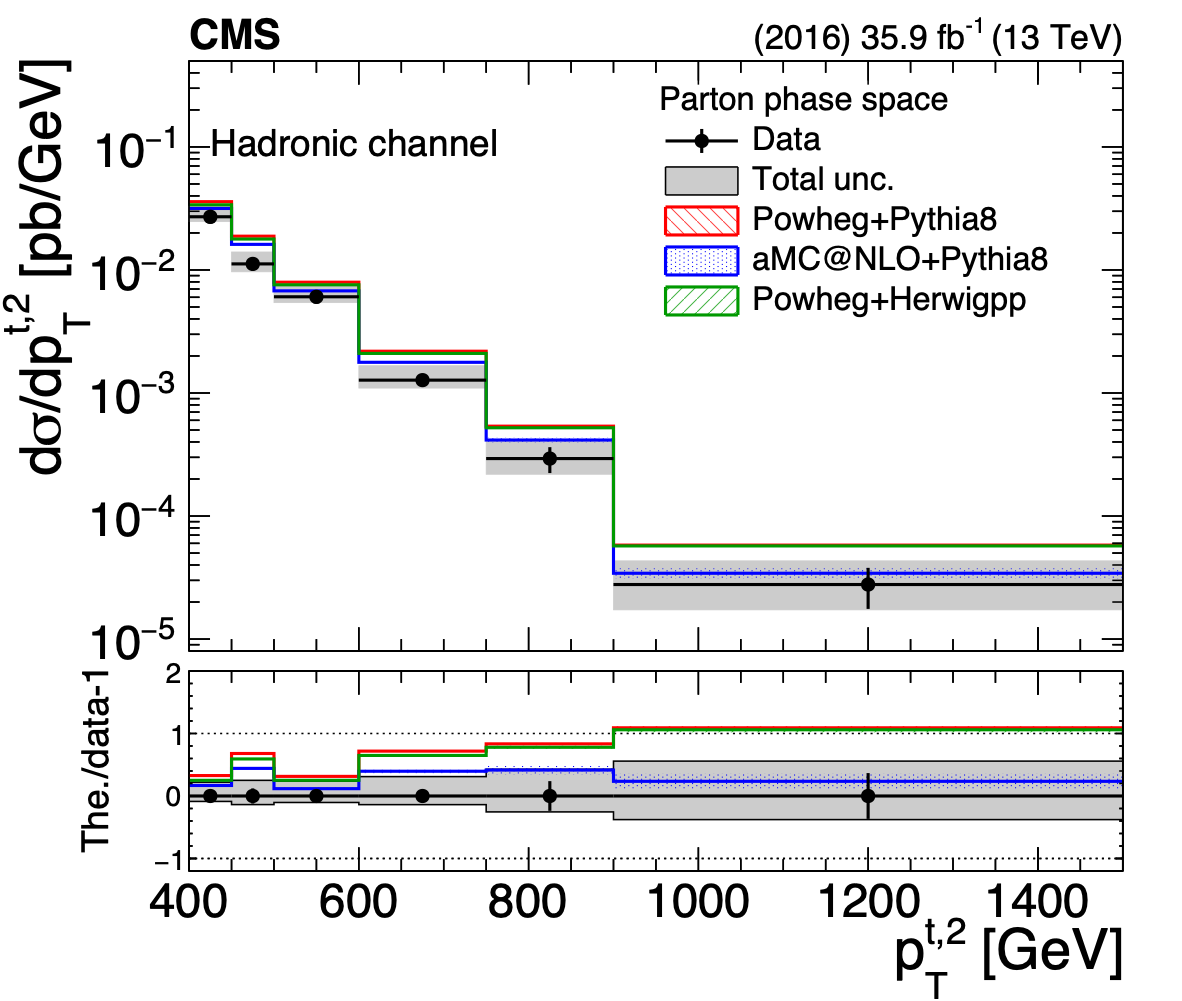 CMS (2016) 35.9 fb⁻¹ (13 TeV)
dσ/dp_T^{t,2} [pb/GeV]
Parton phase space
Hadronic channel
Data
Total unc.
Powheg+Pythia8
aMC@NLO+Pythia8
Powheg+Herwigpp
10⁻¹
10⁻²
10⁻³
10⁻⁴
10⁻⁵
The./data-1
2
1
0
−1
400 600 800 1000 1200 1400
p_T^{t,2} [GeV]